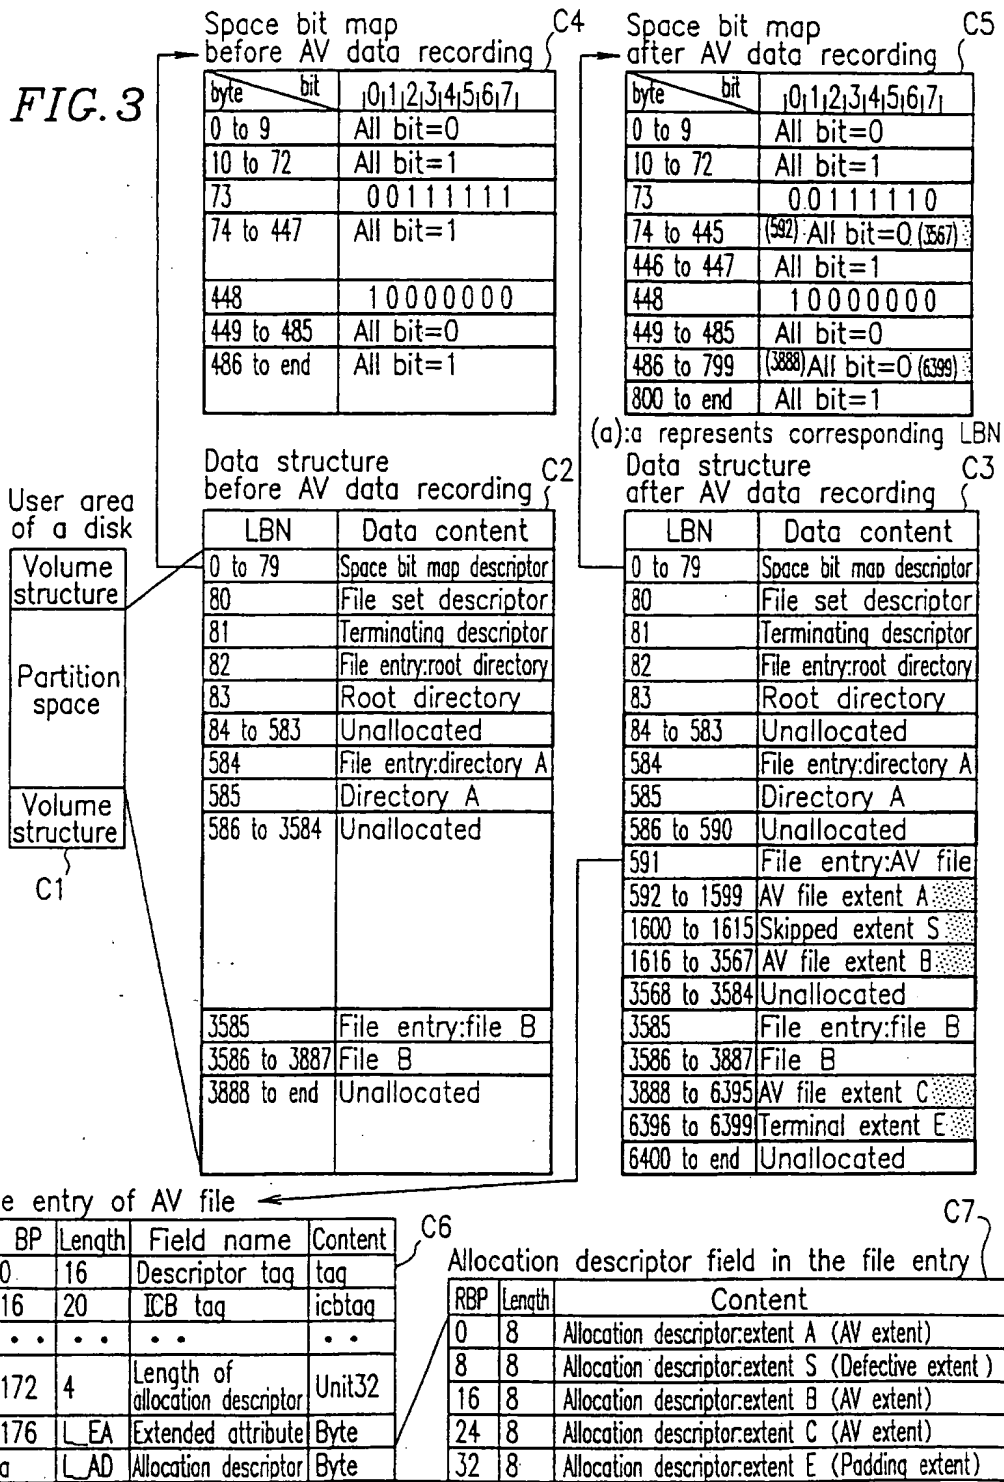 FIG. 3
Space bit map
before AV data recording
C4
byte bit 0 1 2 3 4 5 6 7
0 to 9 All bit=0
10 to 72 All bit=1
73 0 0 1 1 1 1 1 1
74 to 447 All bit=1
448 1 0 0 0 0 0 0 0
449 to 485 All bit=0
486 to end All bit=1
Space bit map
after AV data recording
C5
byte bit 0 1 2 3 4 5 6 7
0 to 9 All bit=0
10 to 72 All bit=1
73 0 0 1 1 1 1 1 0
74 to 445 (592) All bit=0 (3567)
446 to 447 All bit=1
448 1 0 0 0 0 0 0 0
449 to 485 All bit=0
486 to 799 (3888) All bit=0 (6399)
800 to end All bit=1
(a):a represents corresponding LBN
User area
of a disk
Volume
structure
Partition
space
Volume
structure
C1
Data structure
before AV data recording
C2
LBN Data content
0 to 79 Space bit map descriptor
80 File set descriptor
81 Terminating descriptor
82 File entry:root directory
83 Root directory
84 to 583 Unallocated
584 File entry:directory A
585 Directory A
586 to 3584 Unallocated
3585 File entry:file B
3586 to 3887 File B
3888 to end Unallocated
Data structure
after AV data recording
C3
LBN Data content
0 to 79 Space bit map descriptor
80 File set descriptor
81 Terminating descriptor
82 File entry:root directory
83 Root directory
84 to 583 Unallocated
584 File entry:directory A
585 Directory A
586 to 590 Unallocated
591 File entry:AV file
592 to 1599 AV file extent A
1600 to 1615 Skipped extent S
1616 to 3567 AV file extent B
3568 to 3584 Unallocated
3585 File entry:file B
3586 to 3887 File B
3888 to 6395 AV file extent C
6396 to 6399 Terminal extent E
6400 to end Unallocated
e entry of AV file
C6
BP Length Field name Content
0 16 Descriptor tag tag
16 20 ICB tag icbtag
• • • • • • • •
172 4 Length of allocation descriptor Unit32
176 L_EA Extended attribute Byte
a L_AD Allocation descriptor Byte
Allocation descriptor field in the file entry
C7
RBP Length Content
0 8 Allocation descriptor:extent A (AV extent)
8 8 Allocation descriptor:extent S (Defective extent)
16 8 Allocation descriptor:extent B (AV extent)
24 8 Allocation descriptor:extent C (AV extent)
32 8 Allocation descriptor:extent E (Padding extent)